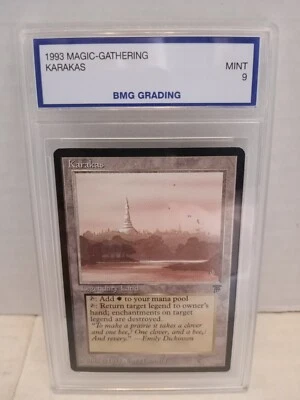 1993 MAGIC-GATHERING
KARAKAS
MINT
9
BMG GRADING
Karakas
Legendary Land
: Add to your mana pool
: Return target legend to owner's
hand; enchantments on target
legend are destroyed.
"To make a prairie it takes a clover
and one bee,/ One clover, and a bee,/
And revery." —Emily Dickinson